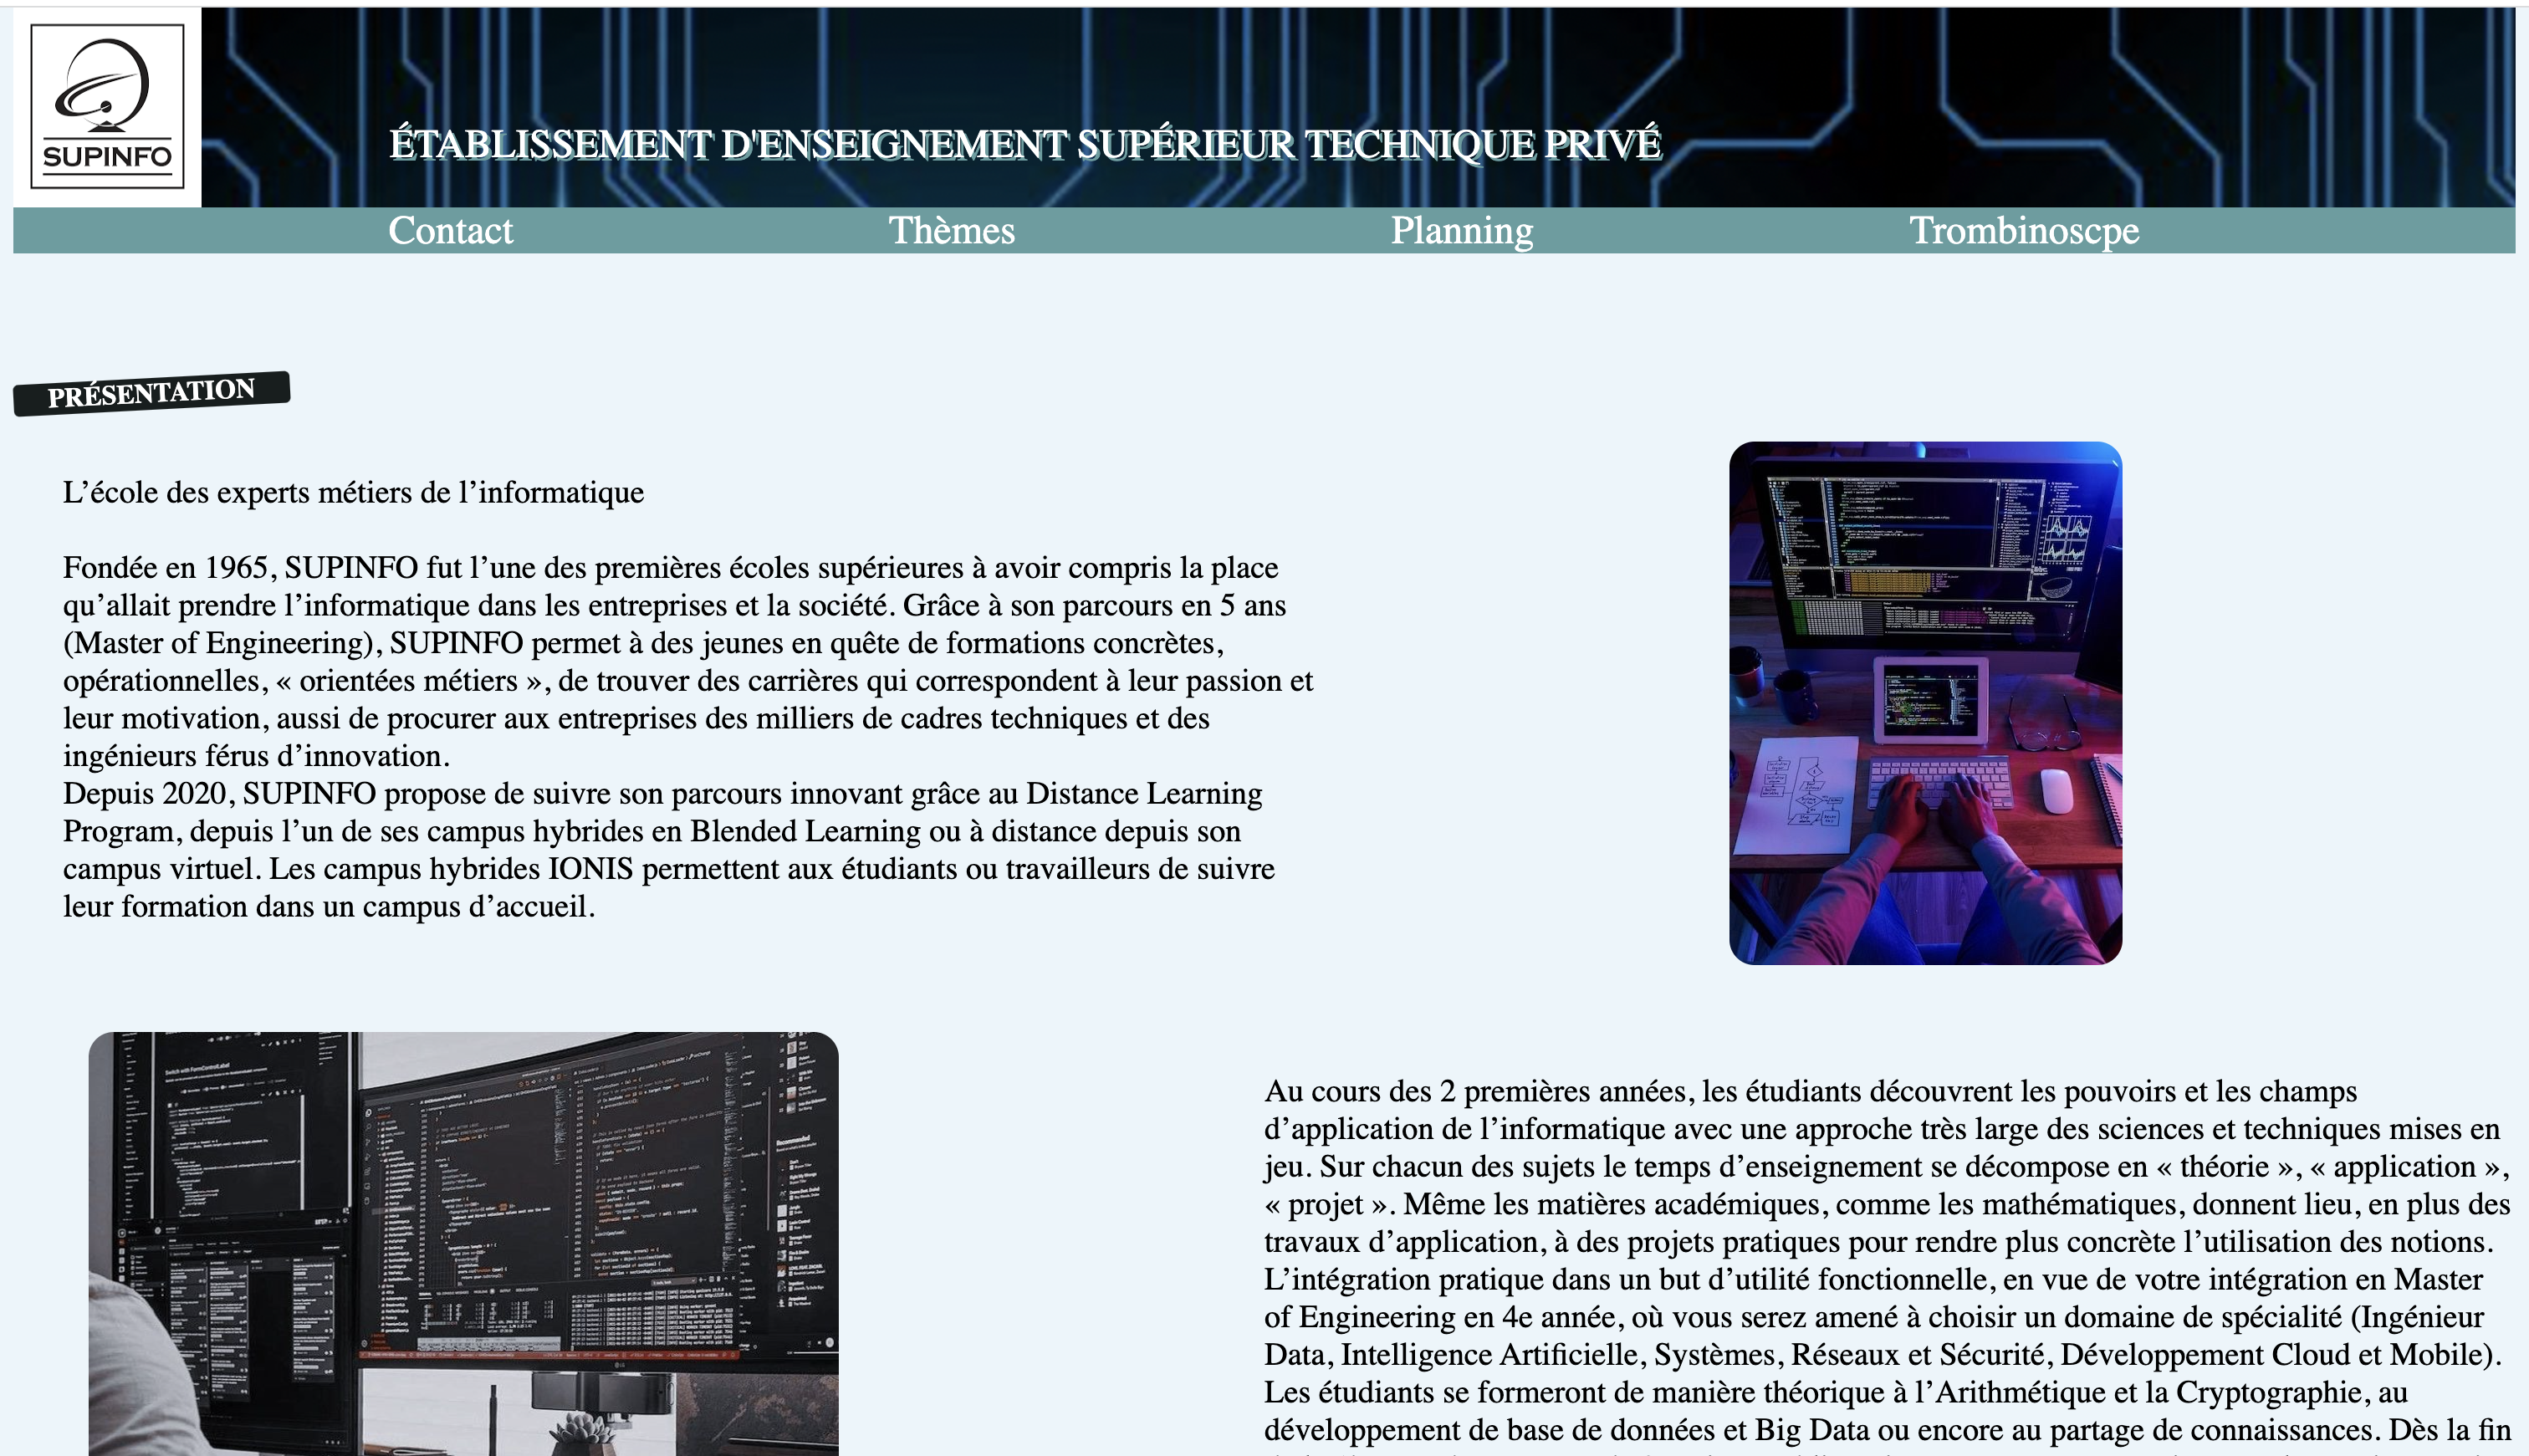 SUPINFO
ÉTABLISSEMENT D'ENSEIGNEMENT SUPÉRIEUR TECHNIQUE PRIVÉ
Contact Thèmes Planning Trombinoscpe
PRÉSENTATION
L’école des experts métiers de l’informatique
Fondée en 1965, SUPINFO fut l’une des premières écoles supérieures à avoir compris la place
qu’allait prendre l’informatique dans les entreprises et la société. Grâce à son parcours en 5 ans
(Master of Engineering), SUPINFO permet à des jeunes en quête de formations concrètes,
opérationnelles, « orientées métiers », de trouver des carrières qui correspondent à leur passion et
leur motivation, aussi de procurer aux entreprises des milliers de cadres techniques et des
ingénieurs férus d’innovation.
Depuis 2020, SUPINFO propose de suivre son parcours innovant grâce au Distance Learning
Program, depuis l’un de ses campus hybrides en Blended Learning ou à distance depuis son
campus virtuel. Les campus hybrides IONIS permettent aux étudiants ou travailleurs de suivre
leur formation dans un campus d’accueil.
Au cours des 2 premières années, les étudiants découvrent les pouvoirs et les champs
d’application de l’informatique avec une approche très large des sciences et techniques mises en
jeu. Sur chacun des sujets le temps d’enseignement se décompose en « théorie », « application »,
« projet ». Même les matières académiques, comme les mathématiques, donnent lieu, en plus des
travaux d’application, à des projets pratiques pour rendre plus concrète l’utilisation des notions.
L’intégration pratique dans un but d’utilité fonctionnelle, en vue de votre intégration en Master
of Engineering en 4e année, où vous serez amené à choisir un domaine de spécialité (Ingénieur
Data, Intelligence Artificielle, Systèmes, Réseaux et Sécurité, Développement Cloud et Mobile).
Les étudiants se formeront de manière théorique à l’Arithmétique et la Cryptographie, au
développement de base de données et Big Data ou encore au partage de connaissances. Dès la fin